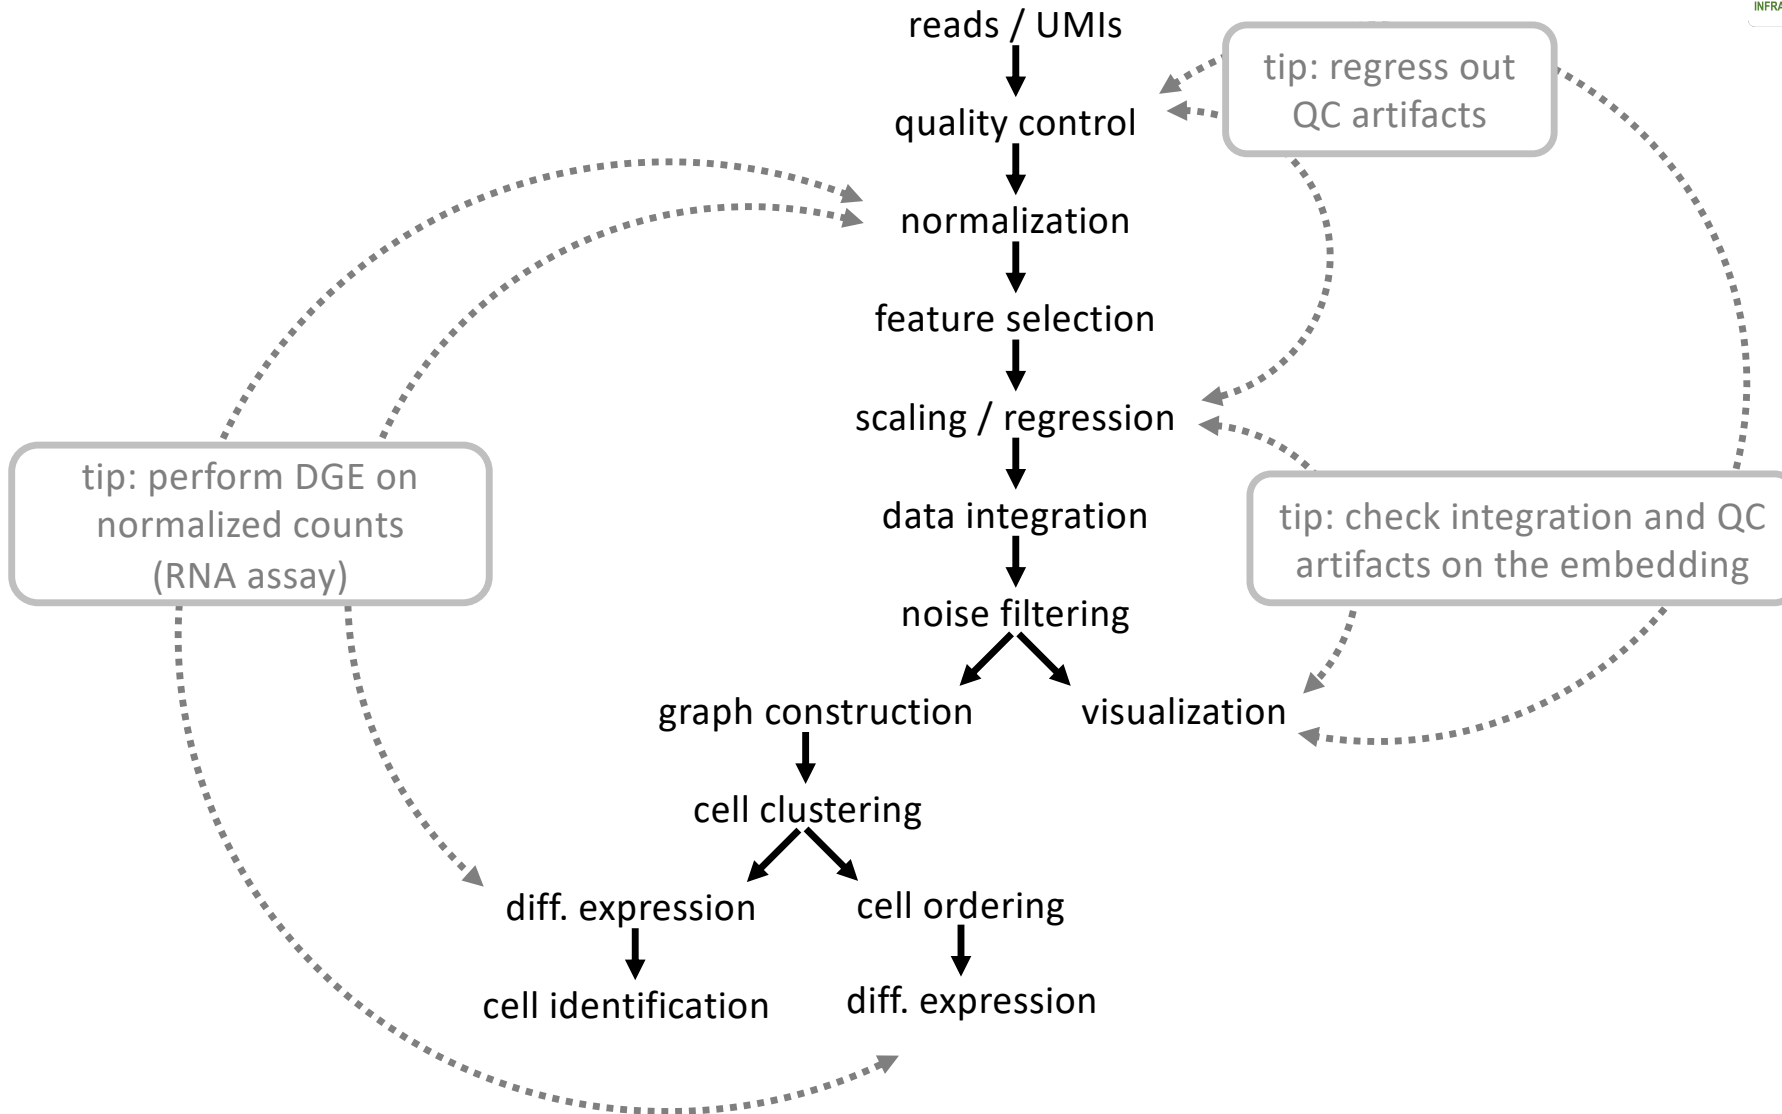 INFRA
reads / UMIs
tip: regress out
QC artifacts
quality control
normalization
feature selection
scaling / regression
tip: perform DGE on
normalized counts
(RNA assay)
data integration
tip: check integration and QC
artifacts on the embedding
noise filtering
graph construction
visualization
cell clustering
diff. expression
cell ordering
cell identification
diff. expression